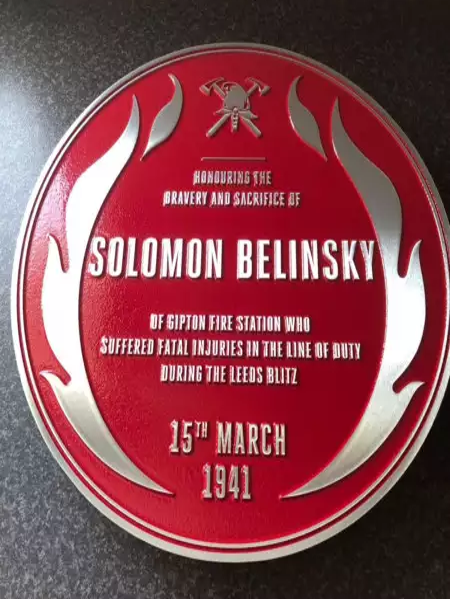 HONOURING THE
BRAVERY AND SACRIFICE OF
SOLOMON BELINSKY
OF GIPTON FIRE STATION WHO
SUFFERED FATAL INJURIES IN THE LINE OF DUTY
DURING THE LEEDS BLITZ
15TH MARCH
1941